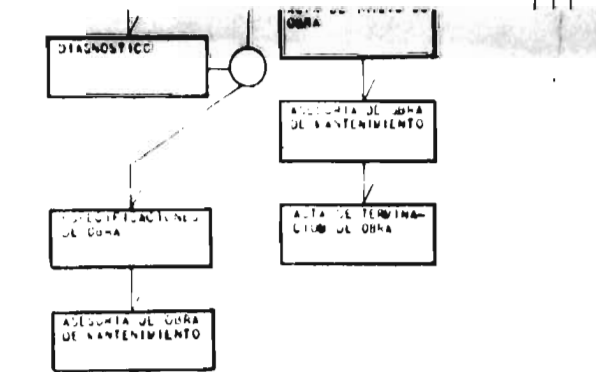 DIAGNOSTICO
ESPECIFICACIONES
DE OBRA
ASESORIA DE OBRA
DE MANTENIMIENTO
OBRA
ASESORIA DE OBRA
DE MANTENIMIENTO
ACTA DE TERMINA-
CION DE OBRA